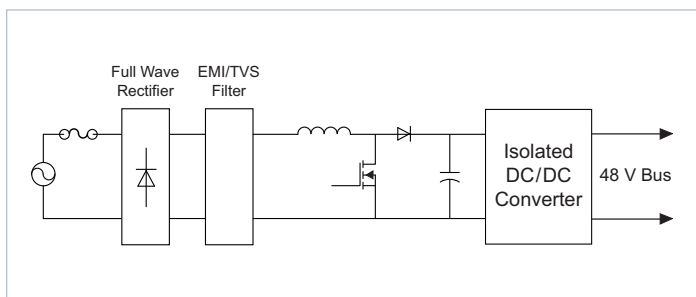 Full Wave
Rectifier
EMI/TVS
Filter
Isolated
DC/DC
Converter
48 V Bus